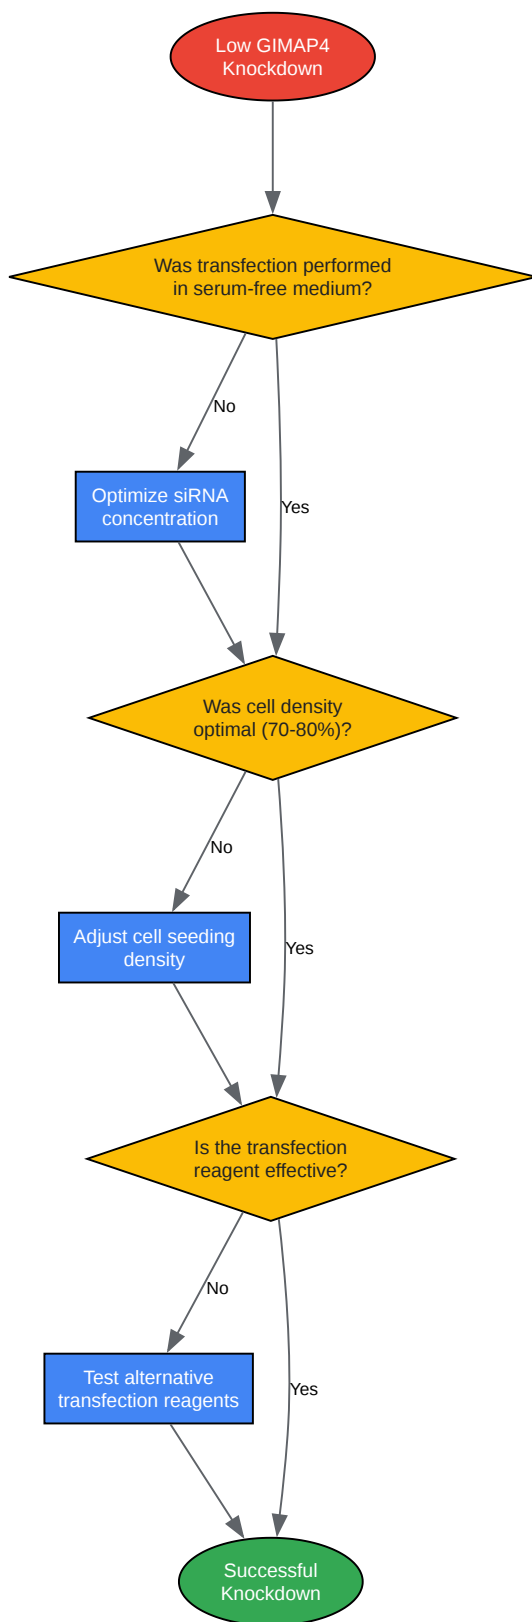 Low GIMAP4
Knockdown
Was transfection performed
in serum-free medium?
No
Optimize siRNA
concentration
Yes
Was cell density
optimal (70-80%)?
No
Adjust cell seeding
density
Yes
Is the transfection
reagent effective?
No
Test alternative
transfection reagents
Yes
Successful
Knockdown